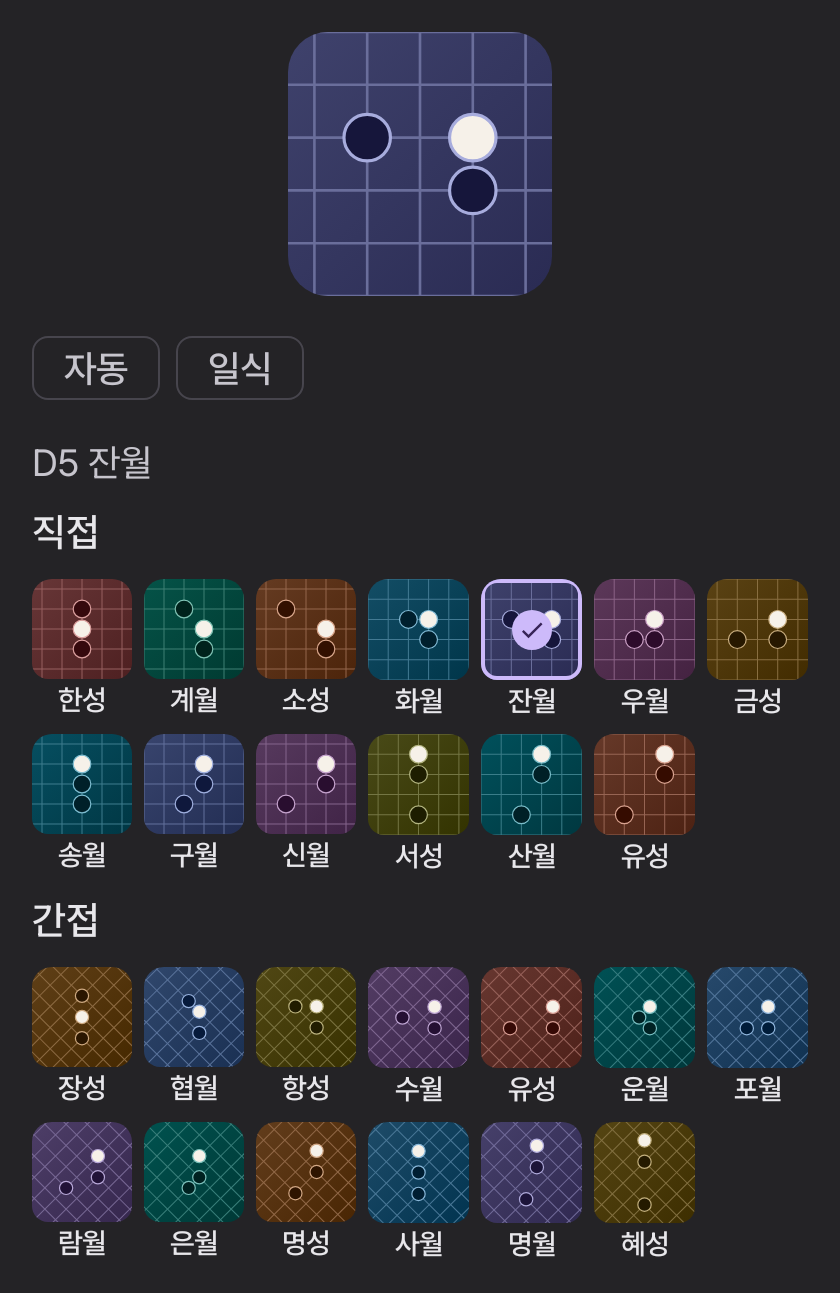 자동 일식
D5 잔월
직접
한성 계월 소성 화월 잔월 우월 금성
송월 구월 신월 서성 산월 유성
간접
장성 협월 항성 수월 유성 운월 포월
람월 은월 명성 사월 명월 혜성